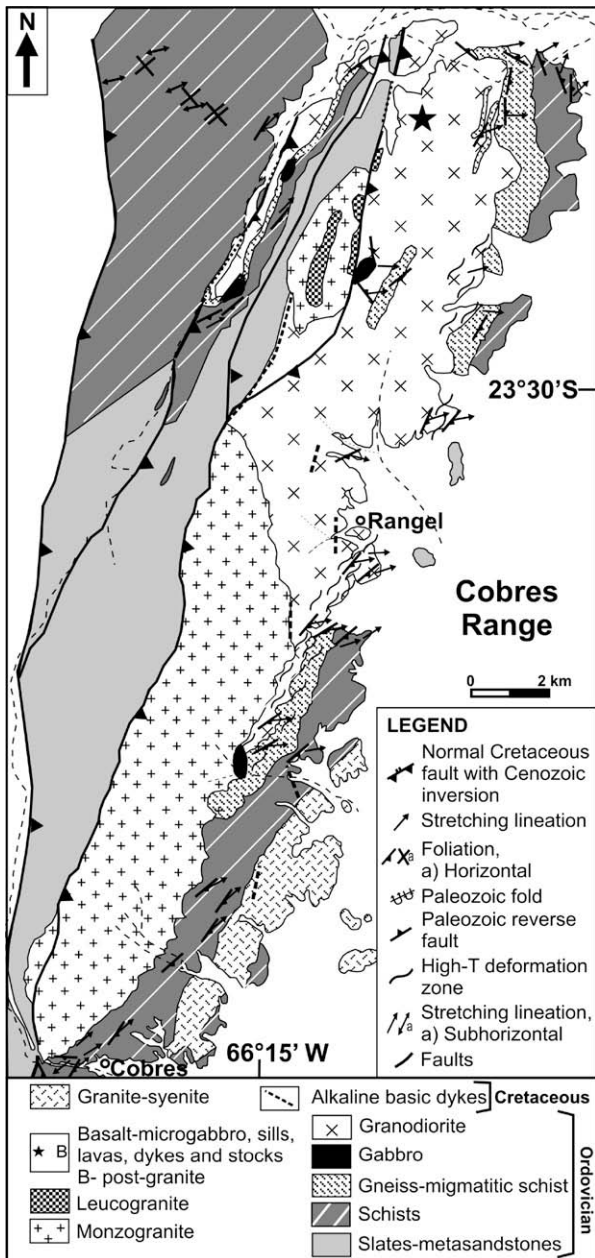 N
23°30'S
Rangel
Cobres
Range
0 2 km
LEGEND
Normal Cretaceous
fault with Cenozoic
inversion
Stretching lineation
a
Foliation,
a) Horizontal
Paleozoic fold
Paleozoic reverse
fault
High-T deformation
zone
a
Stretching lineation,
a) Subhorizontal
Faults
66°15' W
Cobres
Granite-syenite
Basalt-microgabbro, sills,
B
lavas, dykes and stocks
B- post-granite
Leucogranite
Monzogranite
Alkaline basic dykes Cretaceous
Granodiorite
Gabbro
Gneiss-migmatitic schist
Schists
Slates-metasandstones
Ordovician